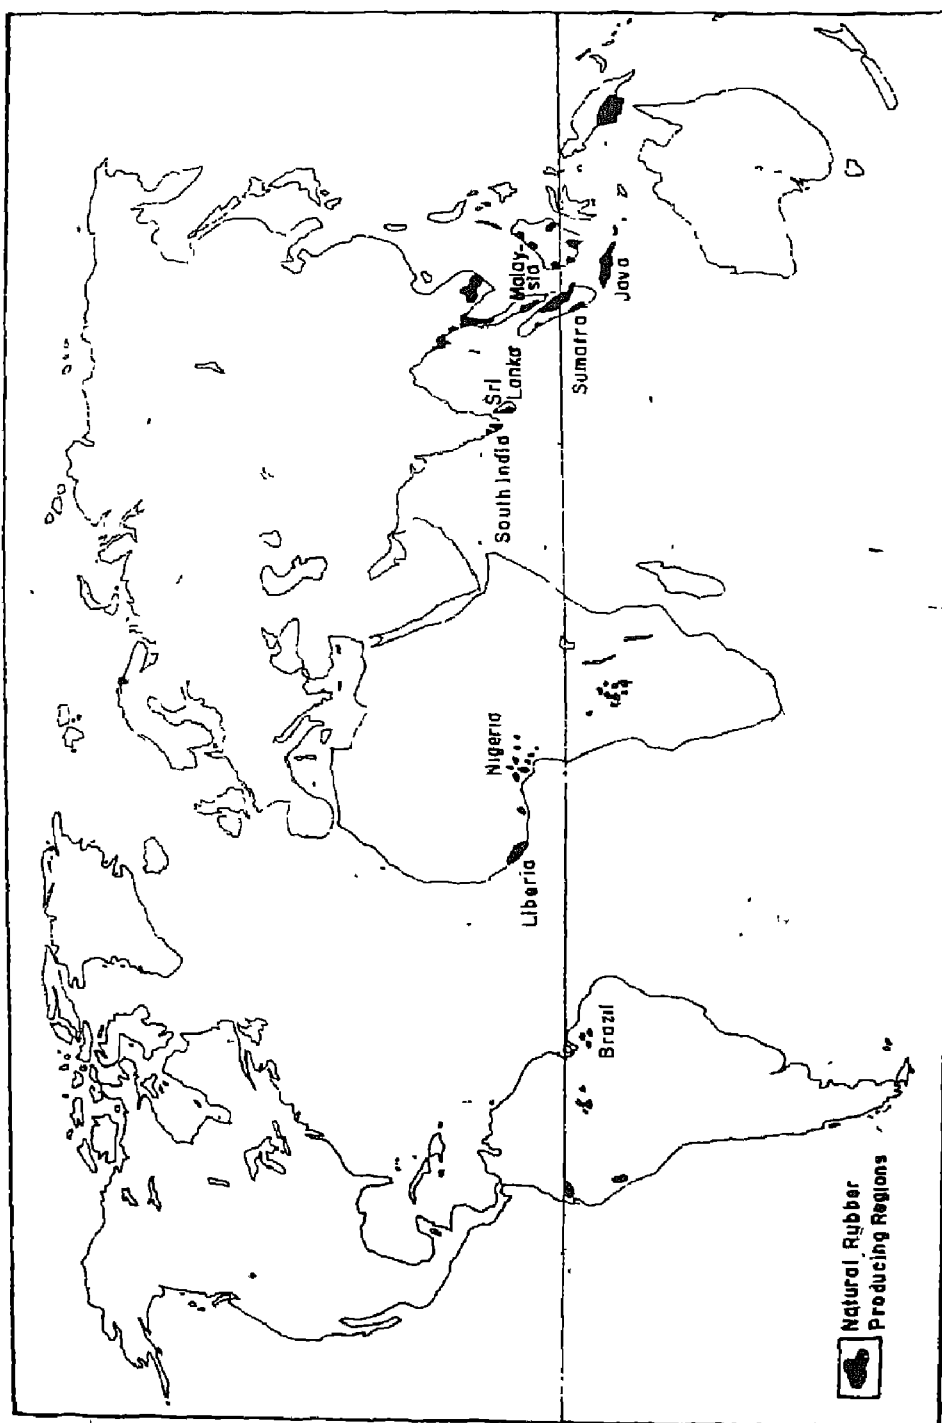 Malay-
sia
Java
Sumatra
Sri
Lanka
South India
Nigeria
Liberia
Brazil
Natural Rubber
Producing Regions